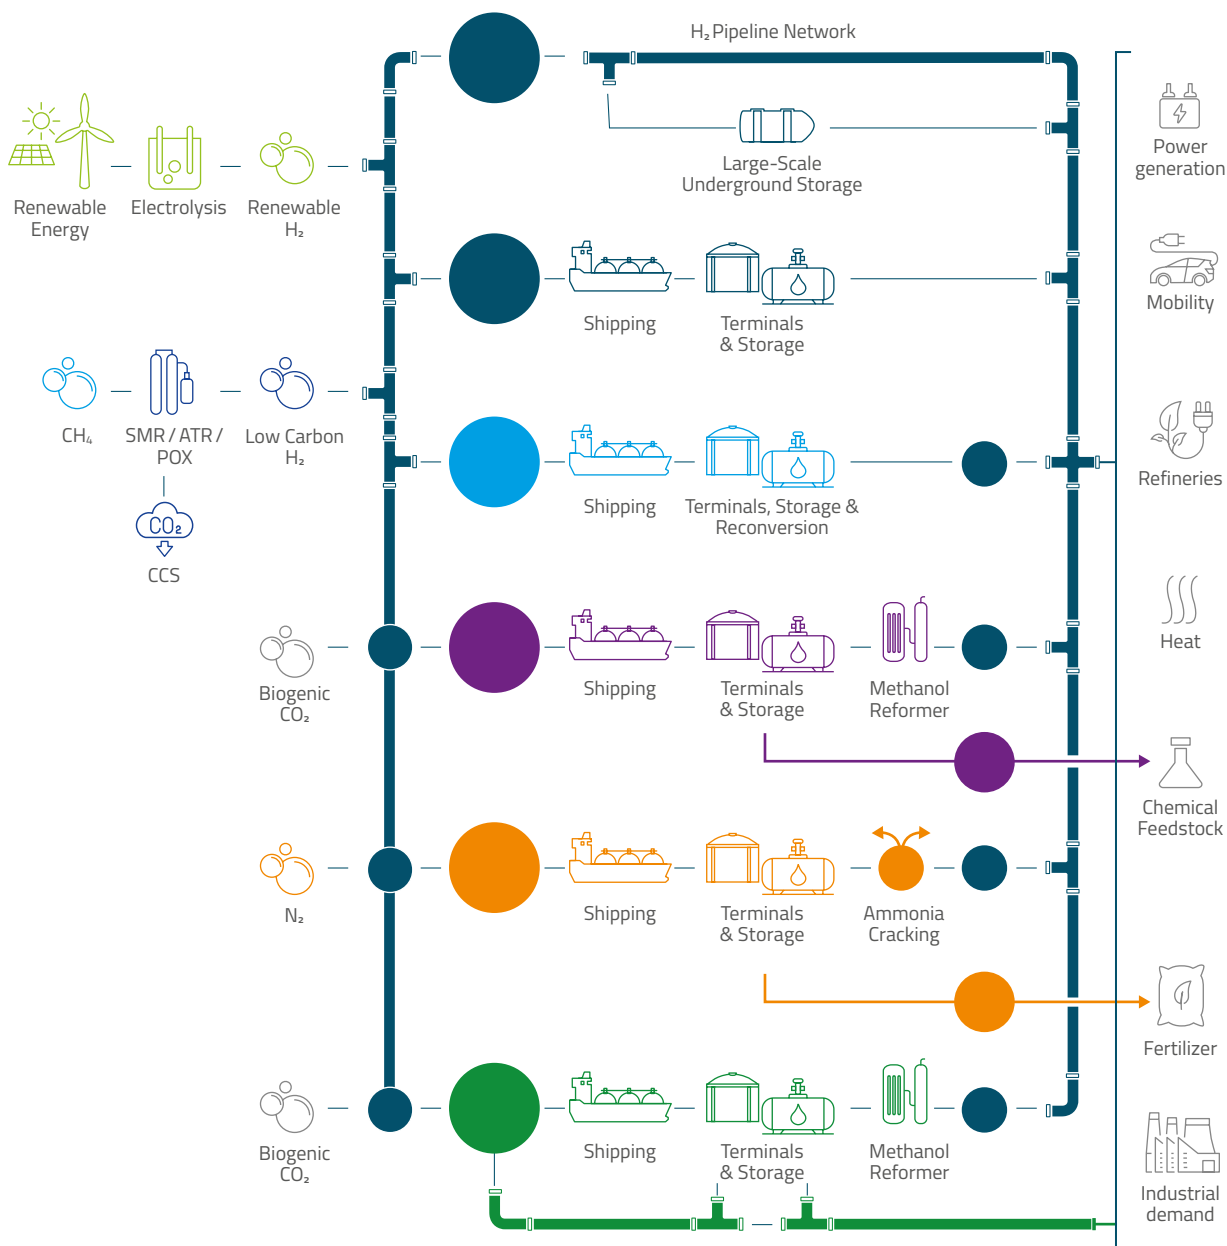 H₂ Pipeline Network
Large-Scale
Underground Storage
Renewable
Energy
Electrolysis
Renewable
H₂
Power
generation
Shipping
Terminals
& Storage
Mobility
CH₄
SMR / ATR /
POX
Low Carbon
H₂
CO₂
CCS
Shipping
Terminals, Storage &
Reconversion
Refineries
Biogenic
CO₂
Shipping
Terminals
& Storage
Methanol
Reformer
Heat
Chemical
Feedstock
N₂
Shipping
Terminals
& Storage
Ammonia
Cracking
Fertilizer
Biogenic
CO₂
Shipping
Terminals
& Storage
Methanol
Reformer
Industrial
demand